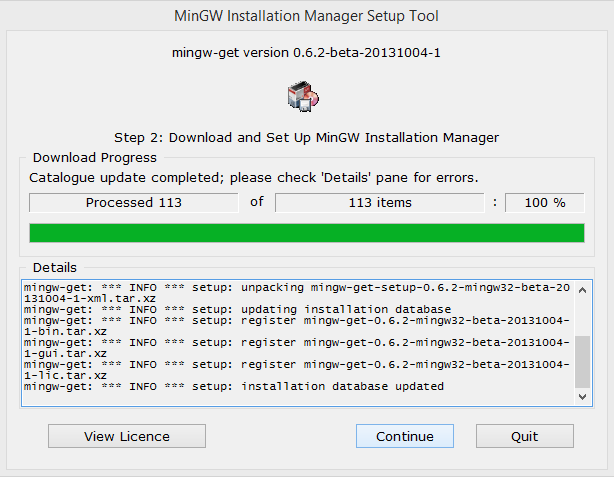 MinGW Installation Manager Setup Tool
mingw-get version 0.6.2-beta-20131004-1
Step 2: Download and Set Up MinGW Installation Manager
Download Progress
Catalogue update completed; please check 'Details' pane for errors.
Processed 113 of 113 items : 100 %
Details
mingw-get: *** INFO *** setup: unpacking mingw-get-setup-0.6.2-mingw32-beta-20
131004-1-xml.tar.xz
mingw-get: *** INFO *** setup: updating installation database
mingw-get: *** INFO *** setup: register mingw-get-0.6.2-mingw32-beta-20131004-
1-bin.tar.xz
mingw-get: *** INFO *** setup: register mingw-get-0.6.2-mingw32-beta-20131004-
1-gui.tar.xz
mingw-get: *** INFO *** setup: register mingw-get-0.6.2-mingw32-beta-20131004-
1-lic.tar.xz
mingw-get: *** INFO *** setup: installation database updated
View Licence Continue Quit